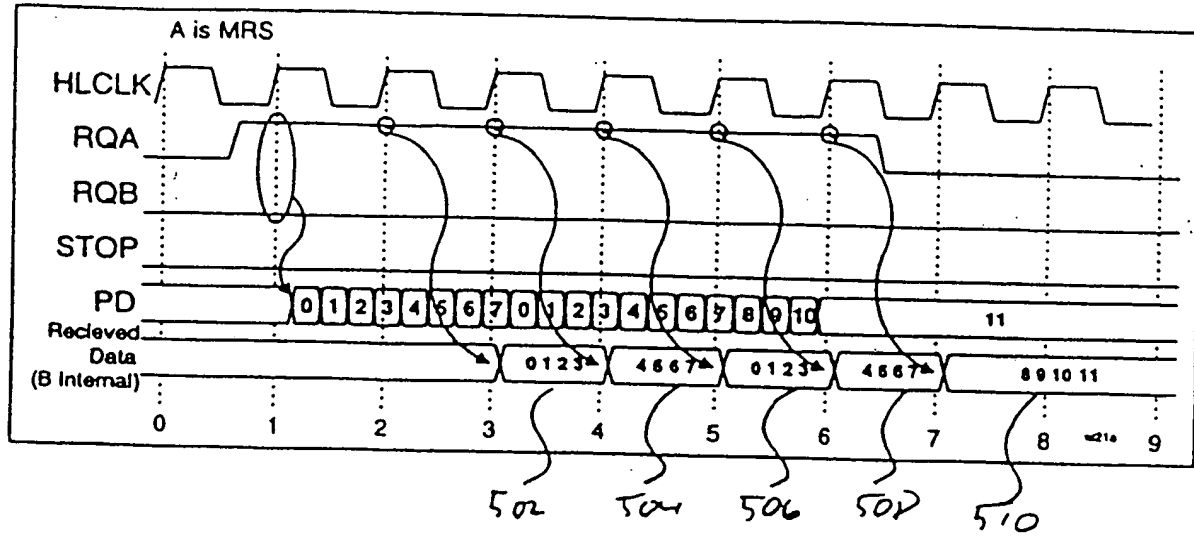 A is MRS
HLCLK
RQA
RQB
STOP
PD 0 1 2 3 4 5 6 7 0 1 2 3 4 5 6 7 8 9 10 11
Recieved
Data
(B Internal)
0 1 2 3 4 5 6 7 0 1 2 3 4 5 6 7 8 9 10 11
0 1 2 3 4 5 6 7 8 9
502 504 506 508 510